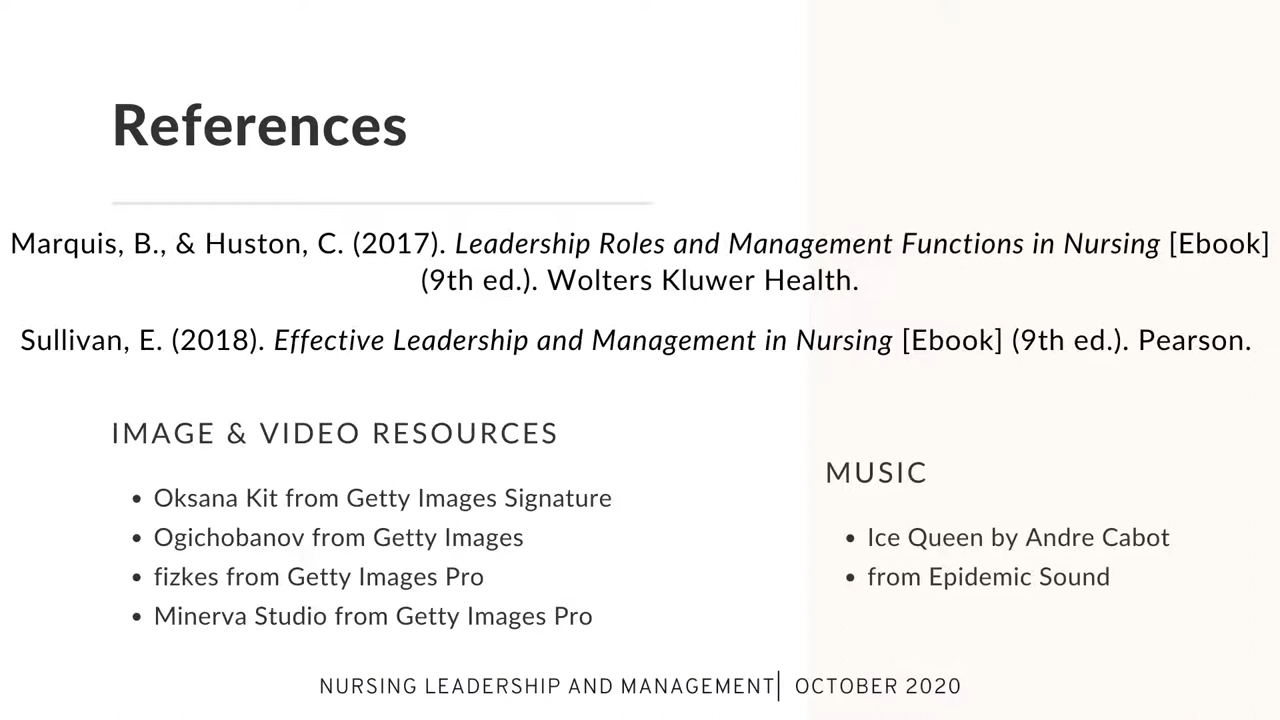 References
Marquis, B., & Huston, C. (2017). Leadership Roles and Management Functions in Nursing [Ebook]
(9th ed.). Wolters Kluwer Health.
Sullivan, E. (2018). Effective Leadership and Management in Nursing [Ebook] (9th ed.). Pearson.
IMAGE & VIDEO RESOURCES
• Oksana Kit from Getty Images Signature
• Ogichobanov from Getty Images
• fizkes from Getty Images Pro
• Minerva Studio from Getty Images Pro
MUSIC
• Ice Queen by Andre Cabot
• from Epidemic Sound
NURSING LEADERSHIP AND MANAGEMENT| OCTOBER 2020